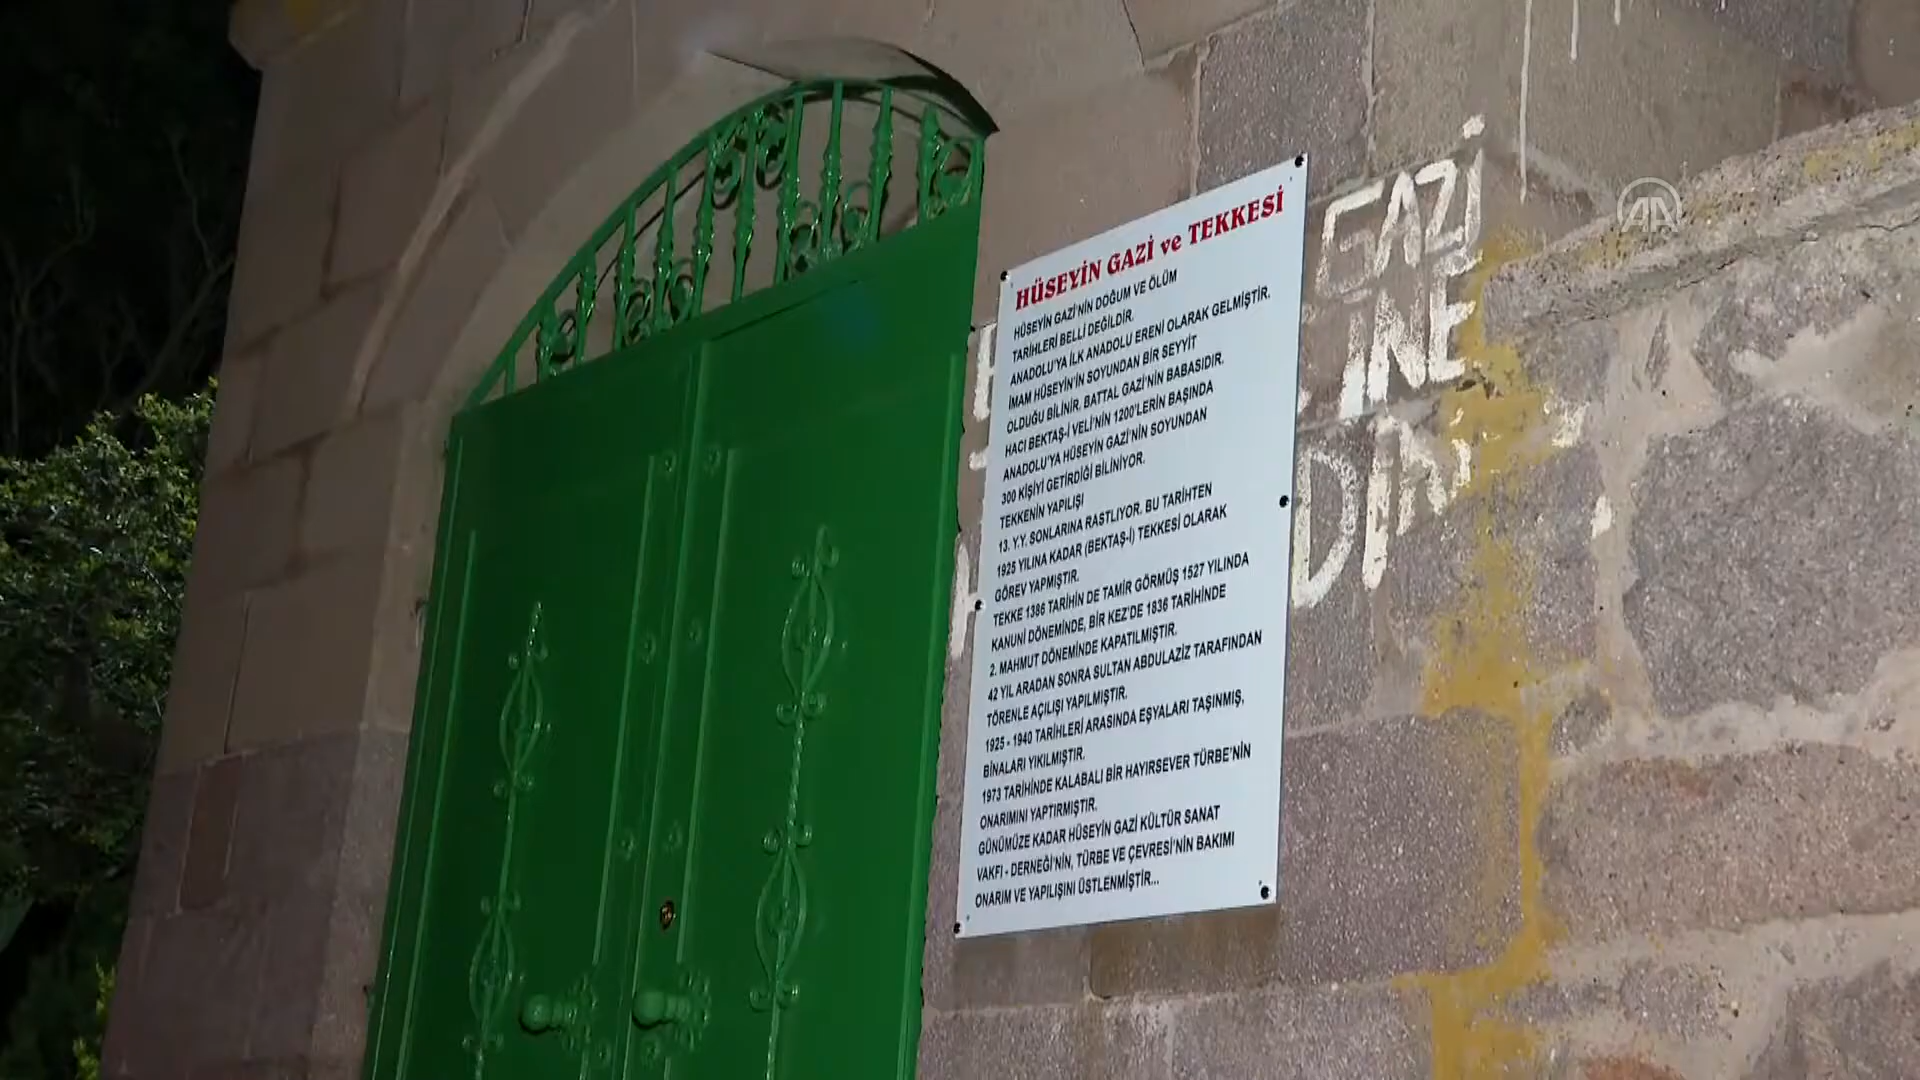 HÜSEYİN GAZİ ve TEKKESİ
HÜSEYİN GAZİ'NİN DOĞUM VE ÖLÜM
TARİHLERİ BELLİ DEĞİLDİR.
ANADOLU'YA İLK ANADOLU ERENİ OLARAK GELMİŞTİR.
İMAM HÜSEYİN'İN SOYUNDAN BİR SEYYİT
OLDUĞU BİLİNİR, BATTAL GAZİ'NİN BABASIDIR.
HACI BEKTAŞ-İ VELİ'NİN 1200'LERİN BAŞINDA
ANADOLU'YA HÜSEYİN GAZİ'NİN SOYUNDAN
300 KİŞİYİ GETİRDİĞİ BİLİNİYOR.
TEKKENİN YAPILIŞI
13. Y.Y. SONLARINA RASTLIYOR. BU TARİHTEN
1925 YILINA KADAR (BEKTAŞ-İ) TEKKESİ OLARAK
GÖREV YAPMIŞTIR.
TEKKE 1386 TARİHİN DE TAMİR GÖRMÜŞ 1527 YILINDA
KANUNİ DÖNEMİNDE, BİR KEZ'DE 1836 TARİHİNDE
2. MAHMUT DÖNEMİNDE KAPATILMIŞTIR.
42 YIL ARADAN SONRA SULTAN ABDULAZİZ TARAFINDAN
TÖRENLE AÇILIŞI YAPILMIŞTIR.
1925 - 1940 TARİHLERİ ARASINDA EŞYALARI TAŞINMIŞ,
BİNALARI YIKILMIŞTIR.
1973 TARİHİNDE KALABALI BİR HAYIRSEVER TÜRBE'NİN
ONARIMINI YAPTIRMIŞTIR.
GÜNÜMÜZE KADAR HÜSEYİN GAZİ KÜLTÜR SANAT
VAKFI - DERNEĞİ'NİN, TÜRBE VE ÇEVRESİ'NİN BAKIMI
ONARIM VE YAPILIŞINI ÜSTLENMİŞTİR...
GAZİ
AA